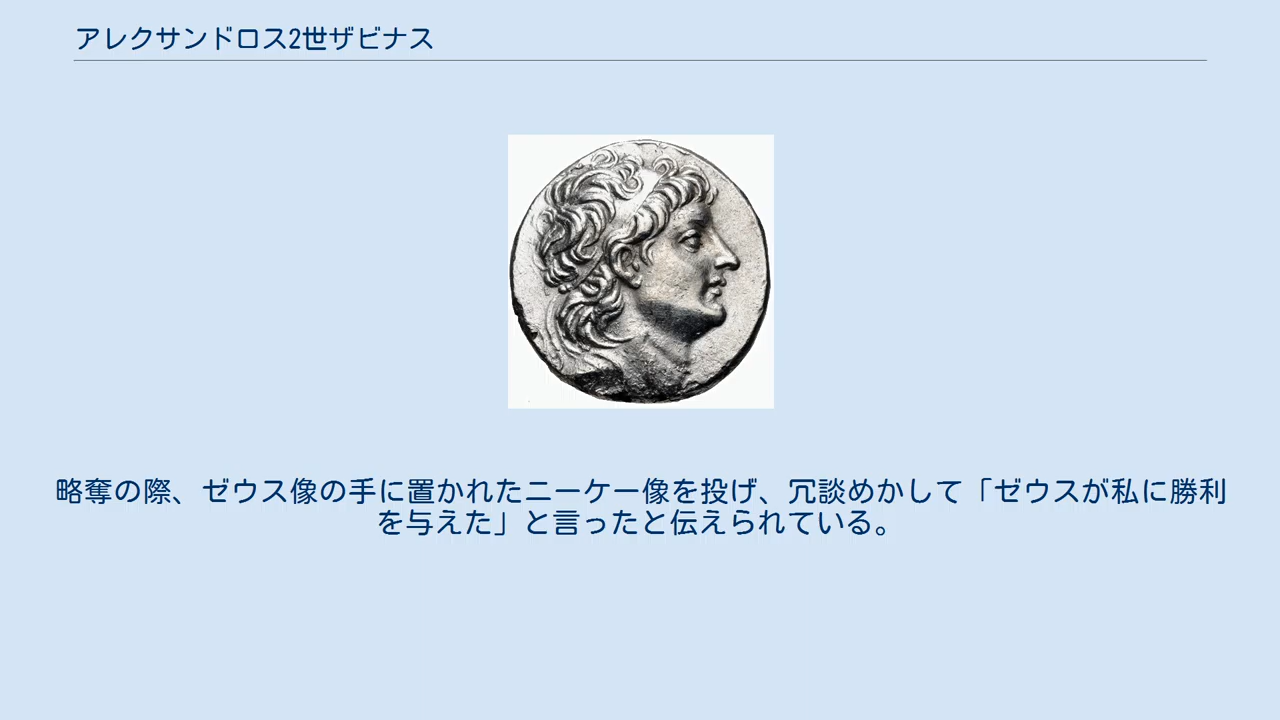 アレクサンドロス2世ザビナス
略奪の際、ゼウス像の手に置かれたニーケー像を投げ、冗談めかして「ゼウスが私に勝利
を与えた」と言ったと伝えられている。